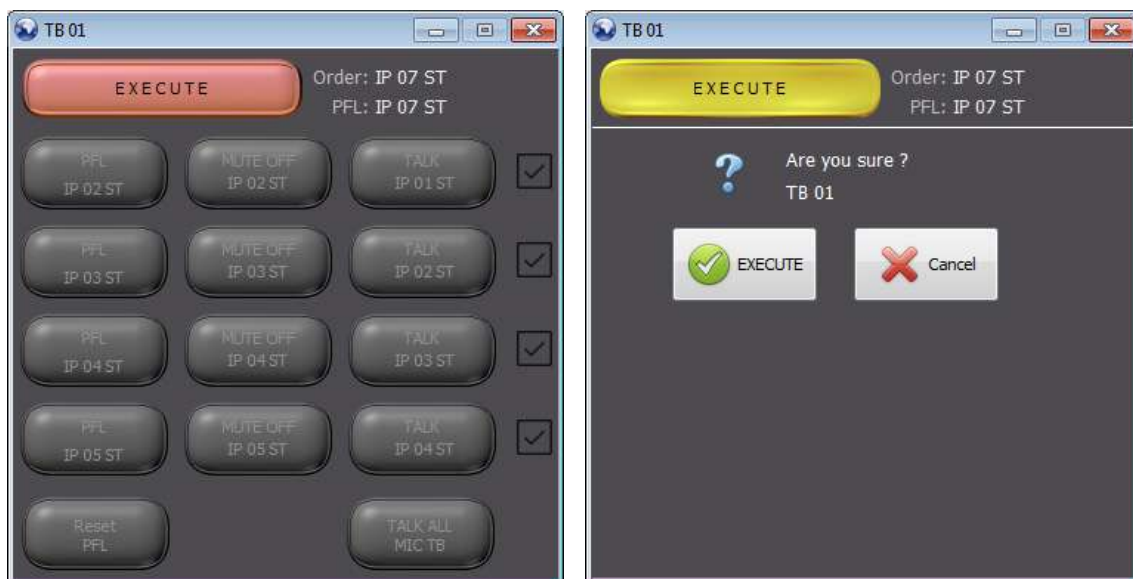 TB 01
EXECUTE
Order: IP 07 ST
PFL: IP 07 ST
PFL
IP 02 ST
MUTE OFF
IP 02 ST
TALK
IP 01 ST
PFL
IP 03 ST
MUTE OFF
IP 03 ST
TALK
IP 02 ST
PFL
IP 04 ST
MUTE OFF
IP 04 ST
TALK
IP 03 ST
PFL
IP 05 ST
MUTE OFF
IP 05 ST
TALK
IP 04 ST
Reset
PFL
TALK ALL
MIC TB
TB 01
EXECUTE
Order: IP 07 ST
PFL: IP 07 ST
Are you sure ?
TB 01
EXECUTE
Cancel